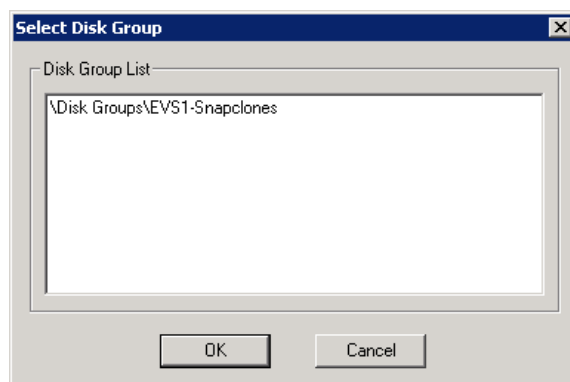 Select Disk Group
Disk Group List
\Disk Groups\EVS1-Snapclones
OK
Cancel